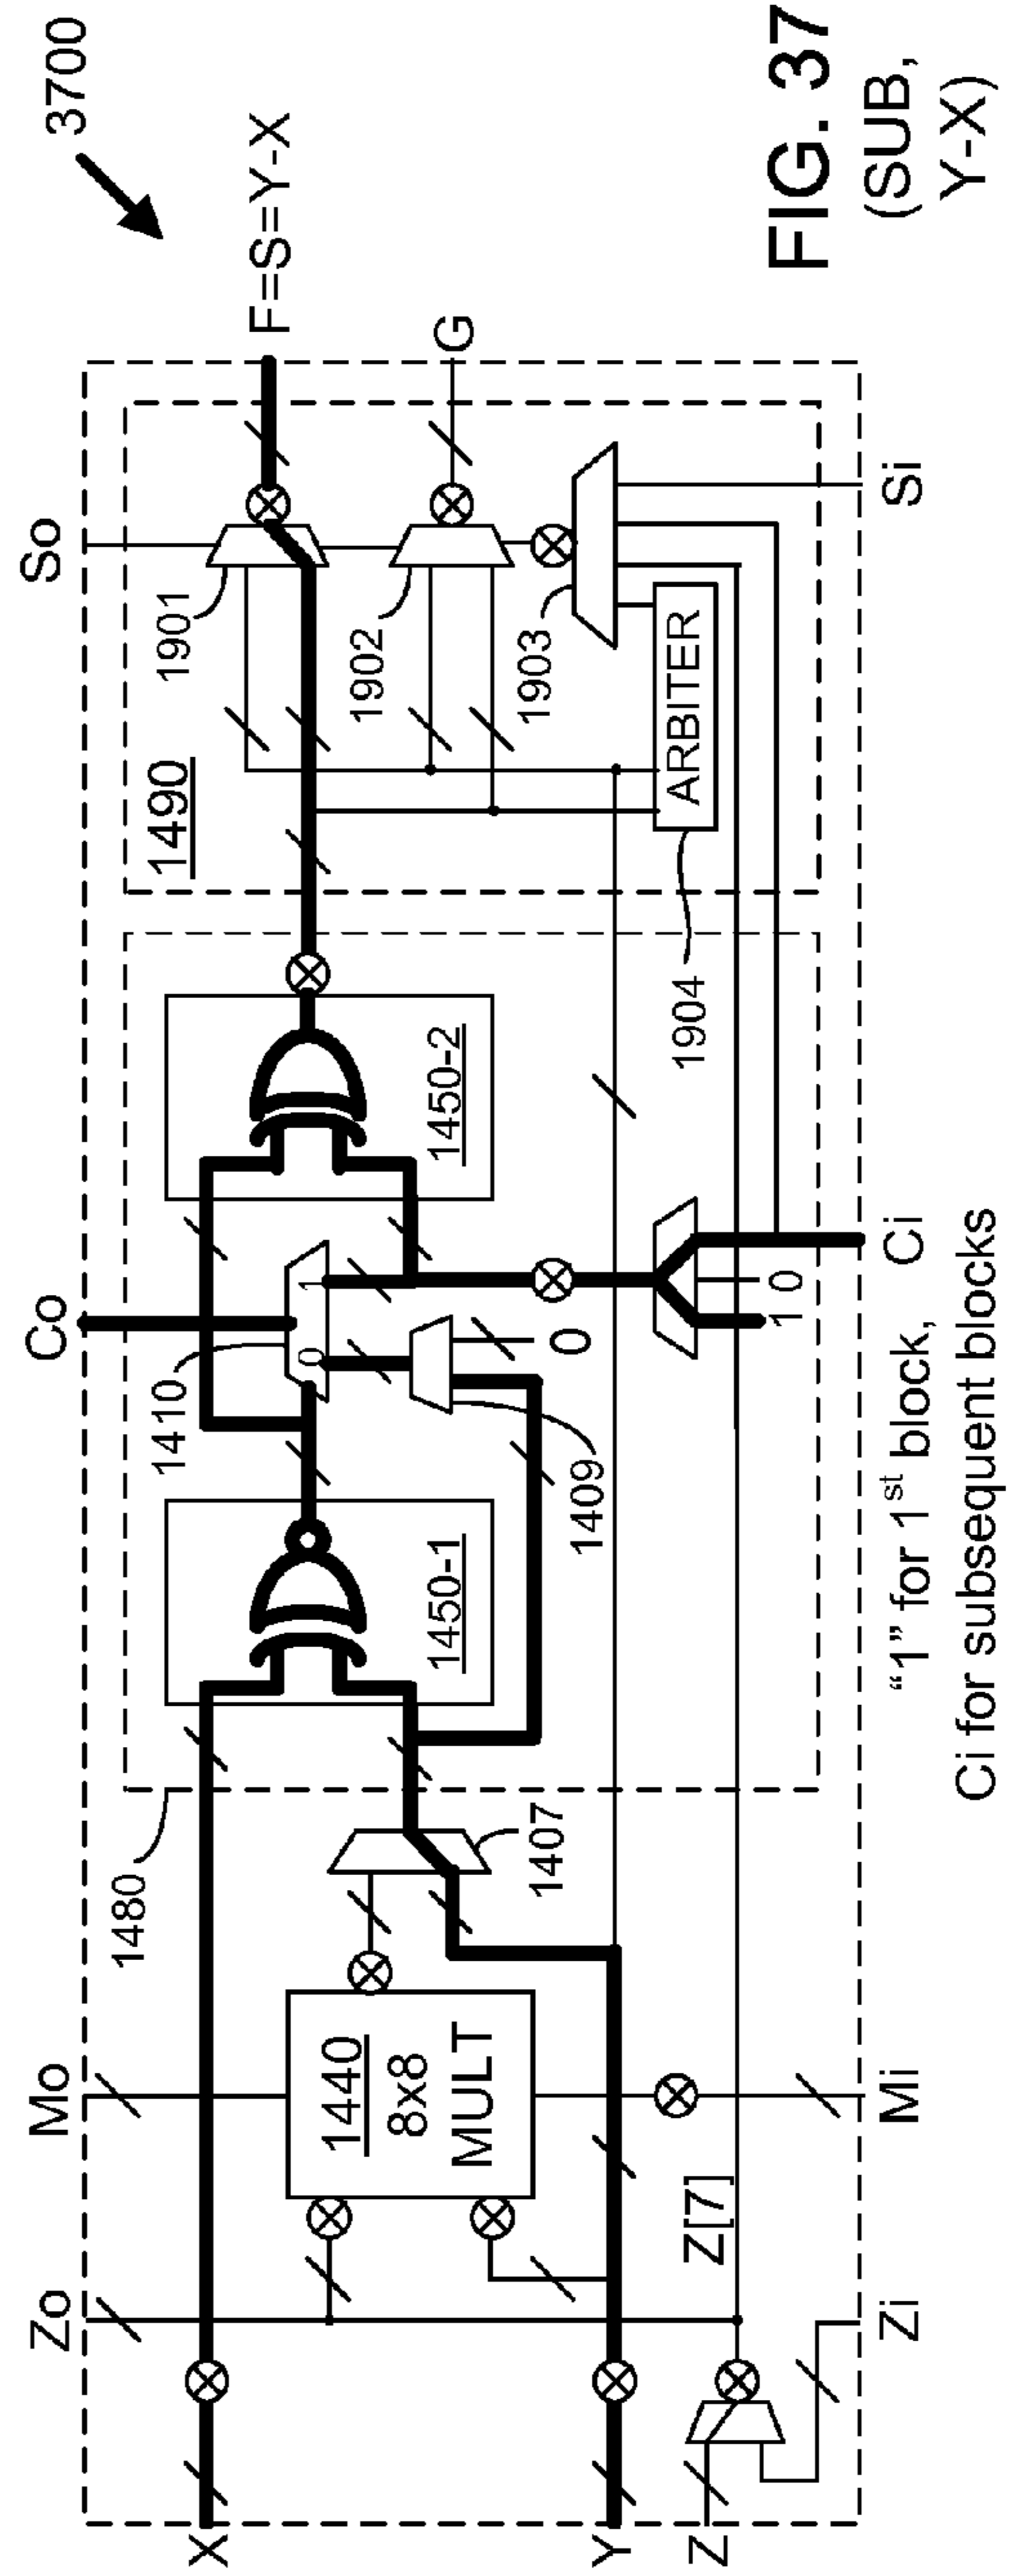 3700
F=S=Y-X
G
So
1901
1902
1903
1490
ARBITER
Si
1904
Co
1450-2
1410
0
1
1409
0
1 0
Ci
"1" for 1st block,
Ci for subsequent blocks
1450-1
1480
1407
Mo
1440
8x8
MULT
Mi
Zo
Z[7]
Zi
X
Y
Z
FIG. 37
(SUB,
Y-X)